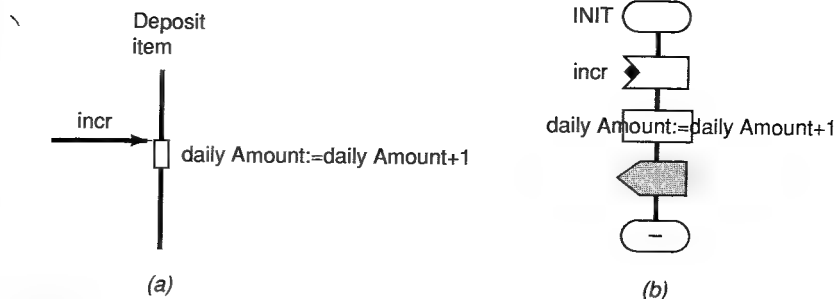 Deposit
item
incr
daily Amount:=daily Amount+1
(a)
INIT
incr
daily Amount:=daily Amount+1
–
(b)